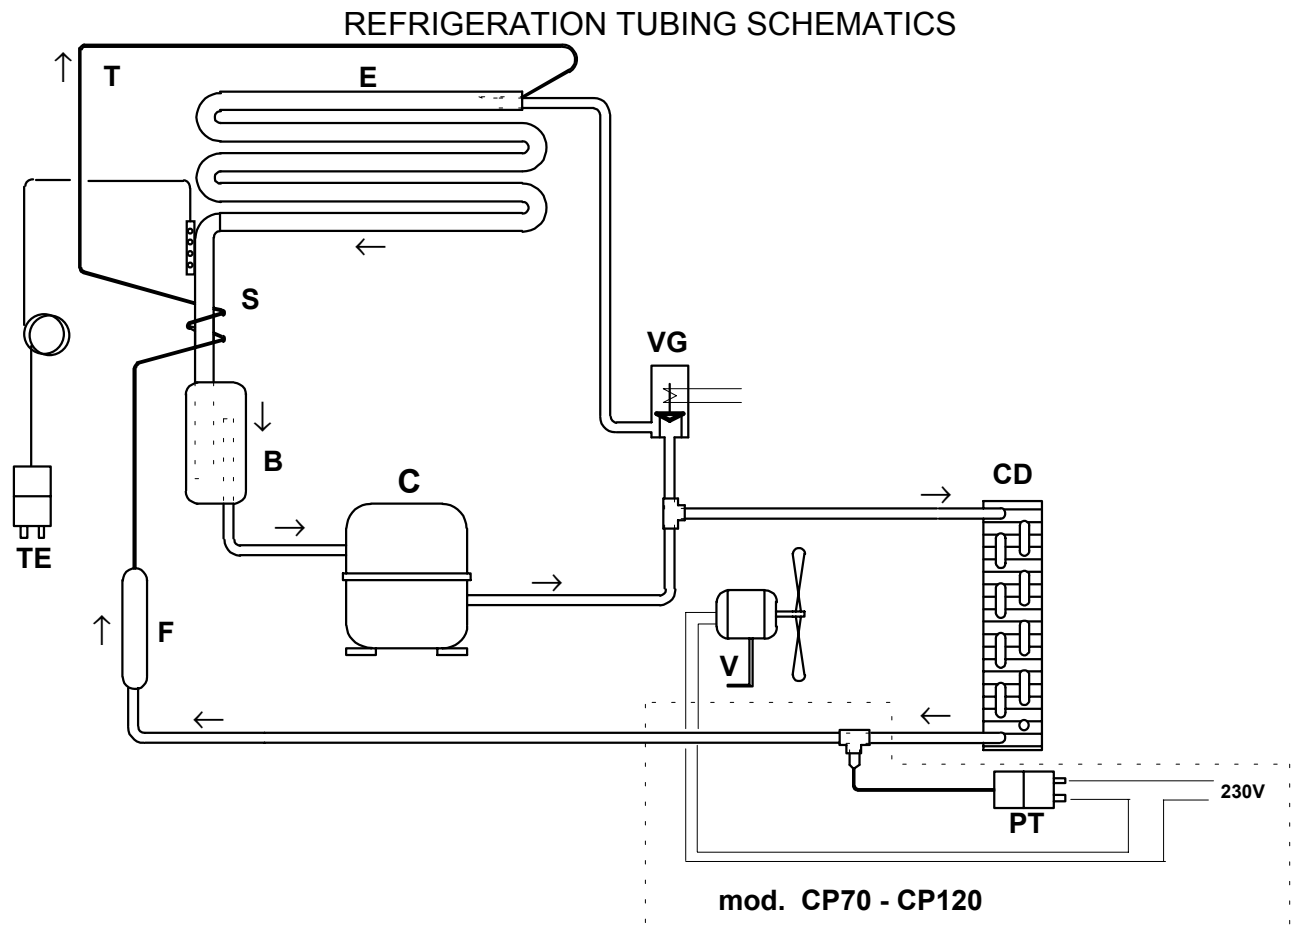 REFRIGERATION TUBING SCHEMATICS
T
E
S
VG
B
C
CD
TE
F
V
230V
PT
mod. CP70 - CP120